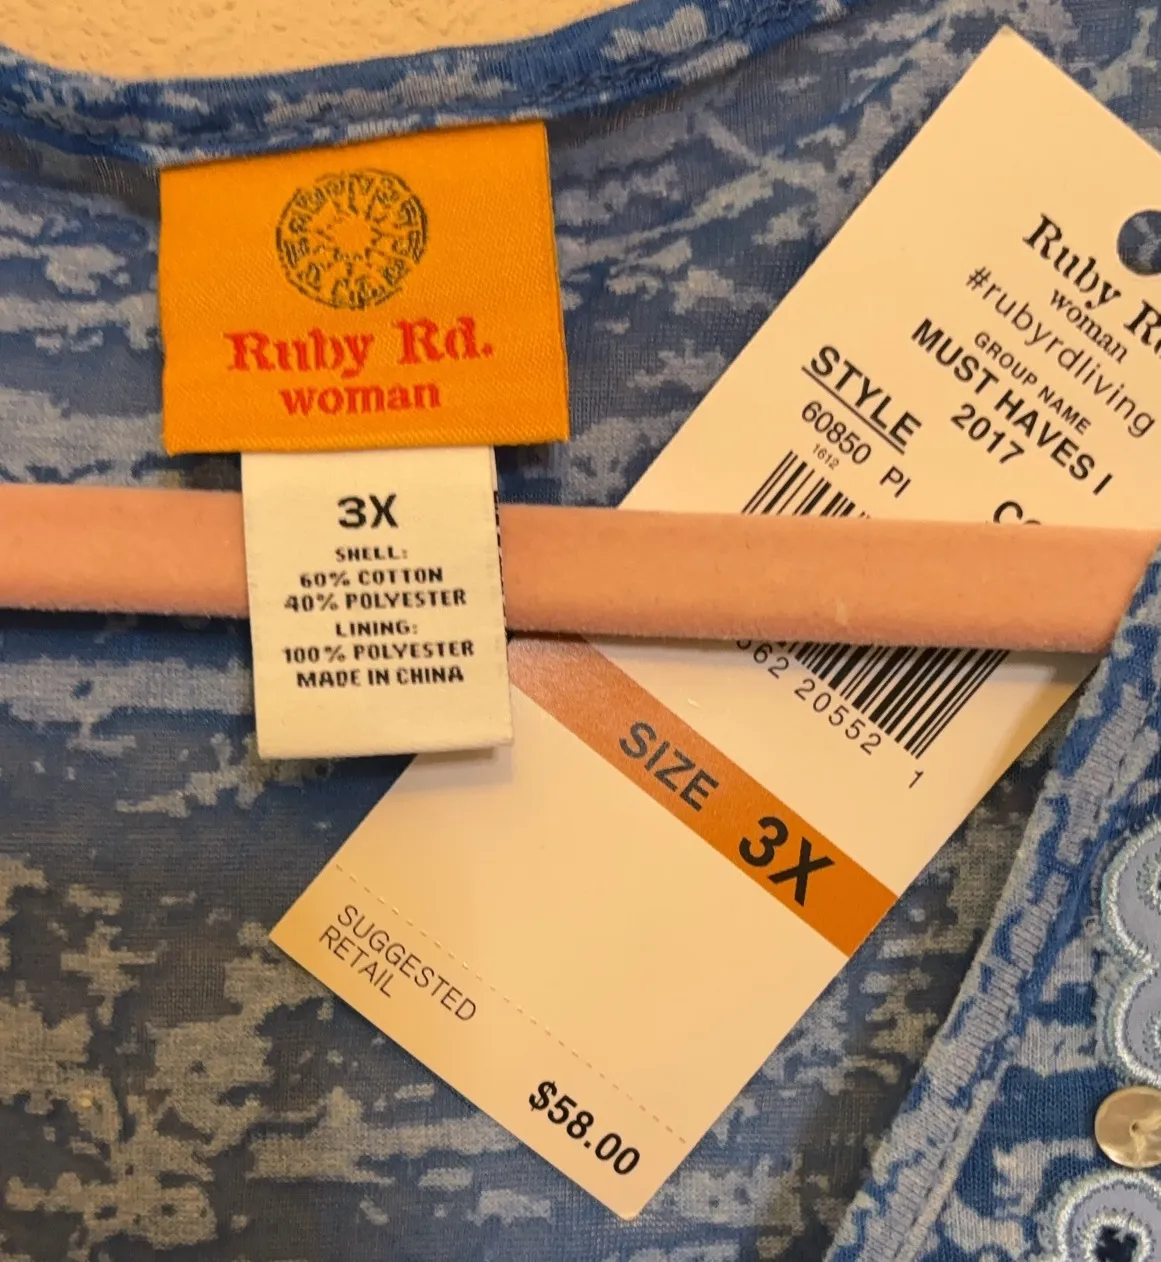 Ruby Rd.
woman
3X
SHELL:
60% COTTON
40% POLYESTER
LINING:
100% POLYESTER
MADE IN CHINA
Ruby
woman
#rubyrdliving
GROUP NAME
MUST HAVES I
2017
STYLE
60850 PI
1612
20552 1
SIZE 3X
SUGGESTED
RETAIL
$58.00